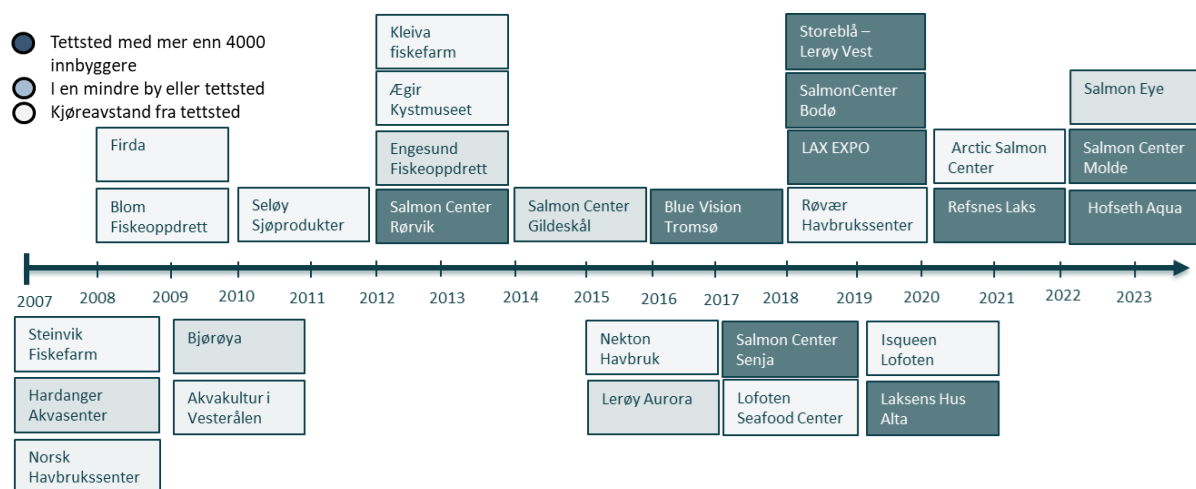 Tettsted med mer enn 4000
innbyggere
I en mindre by eller tettsted
Kjøreavstand fra tettsted
Kleiva
fiskefarm
Storeblå –
Lerøy Vest
Ægir
Kystmuseet
SalmonCenter
Bodø
Salmon Eye
Firda
Engesund
Fiskeoppdrett
LAX EXPO
Arctic Salmon
Center
Salmon Center
Molde
Blom
Fiskeoppdrett
Seløy
Sjøprodukter
Salmon Center
Rørvik
Salmon Center
Gildeskål
Blue Vision
Tromsø
Røvær
Havbrukssenter
Refsnes Laks
Hofseth Aqua
2007 2008 2009 2010 2011 2012 2013 2014 2015 2016 2017 2018 2019 2020 2021 2022 2023
Steinvik
Fiskefarm
Bjørøya
Nekton
Havbruk
Salmon Center
Senja
Isqueen
Lofoten
Hardanger
Akvasenter
Akvakultur i
Vesterålen
Lerøy Aurora
Lofoten
Seafood Center
Laksens Hus
Alta
Norsk
Havbrukssenter